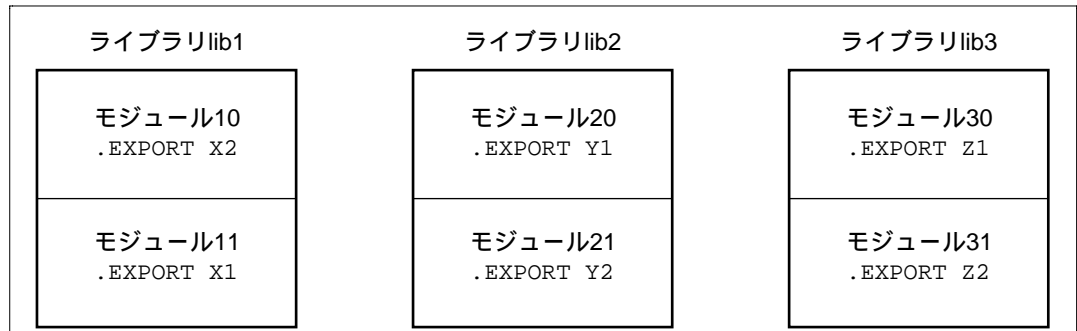 ライブラリlib1
ライブラリlib2
ライブラリlib3
モジュール10
.EXPORT X2
モジュール20
.EXPORT Y1
モジュール30
.EXPORT Z1
モジュール11
.EXPORT X1
モジュール21
.EXPORT Y2
モジュール31
.EXPORT Z2